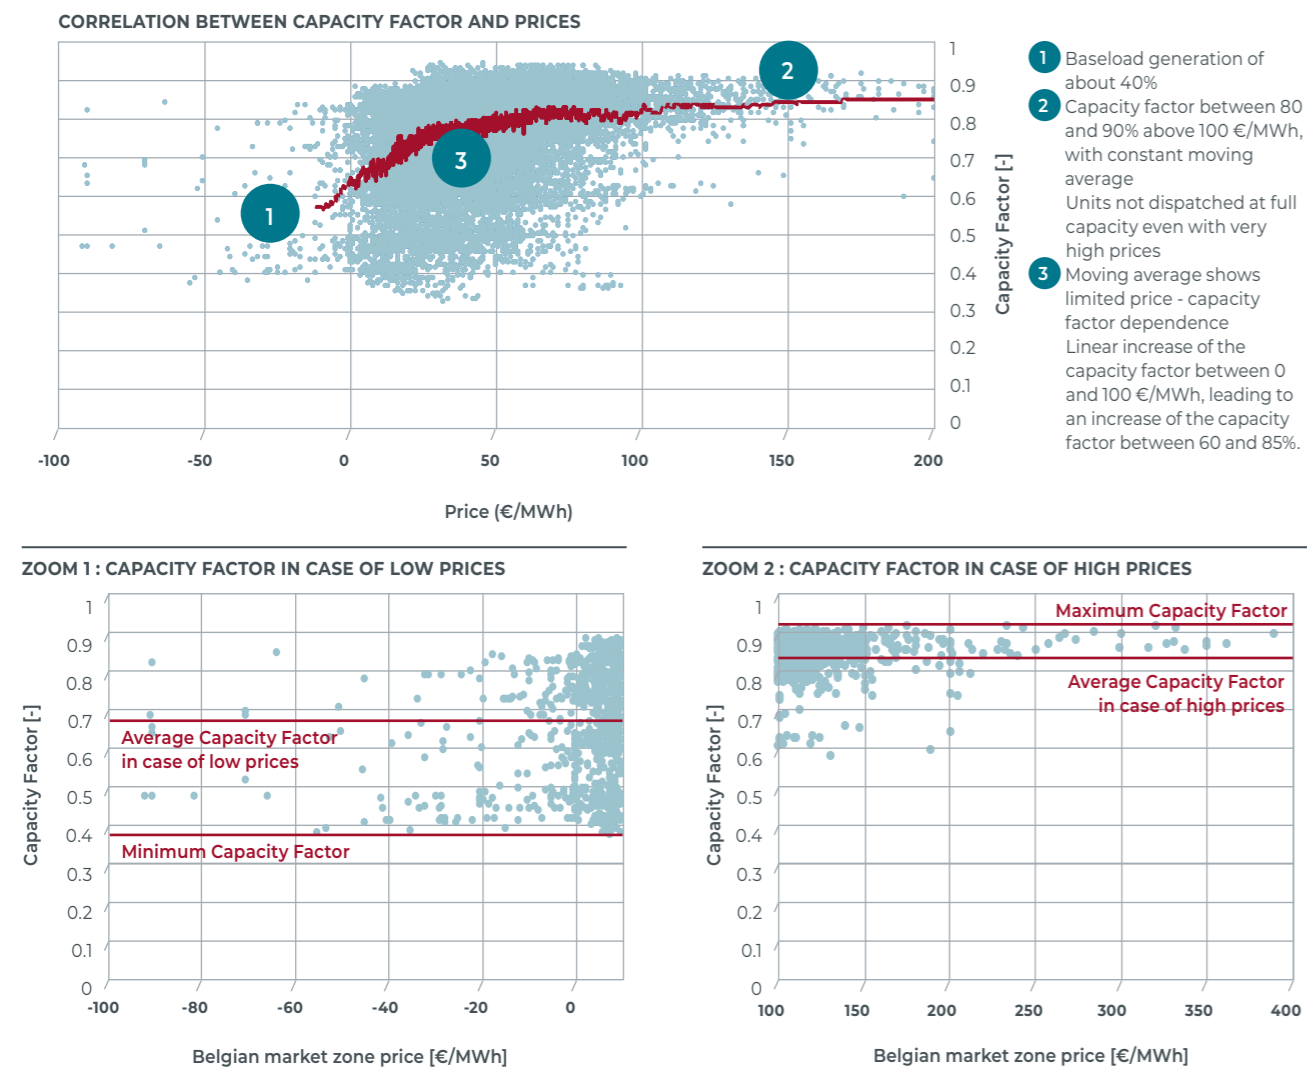 CORRELATION BETWEEN CAPACITY FACTOR AND PRICES
1
0.9
0.8
0.7
0.6
0.5
0.4
0.3
0.2
0.1
0
Capacity Factor [-]
1
2
3
-100
-50
0
50
100
150
200
Price (€/MWh)
1 Baseload generation of
about 40%
2 Capacity factor between 80
and 90% above 100 €/MWh,
with constant moving
average
Units not dispatched at full
capacity even with very
high prices
3 Moving average shows
limited price - capacity
factor dependence
Linear increase of the
capacity factor between 0
and 100 €/MWh, leading to
an increase of the capacity
factor between 60 and 85%.
ZOOM 1 : CAPACITY FACTOR IN CASE OF LOW PRICES
Capacity Factor [-]
1
0.9
0.8
0.7
0.6
0.5
0.4
0.3
0.2
0.1
0
Average Capacity Factor
in case of low prices
Minimum Capacity Factor
-100
-80
-60
-40
-20
0
Belgian market zone price [€/MWh]
ZOOM 2 : CAPACITY FACTOR IN CASE OF HIGH PRICES
Capacity Factor [-]
1
0.9
0.8
0.7
0.6
0.5
0.4
0.3
0.2
0.1
0
Maximum Capacity Factor
Average Capacity Factor
in case of high prices
100
150
200
250
300
350
400
Belgian market zone price [€/MWh]